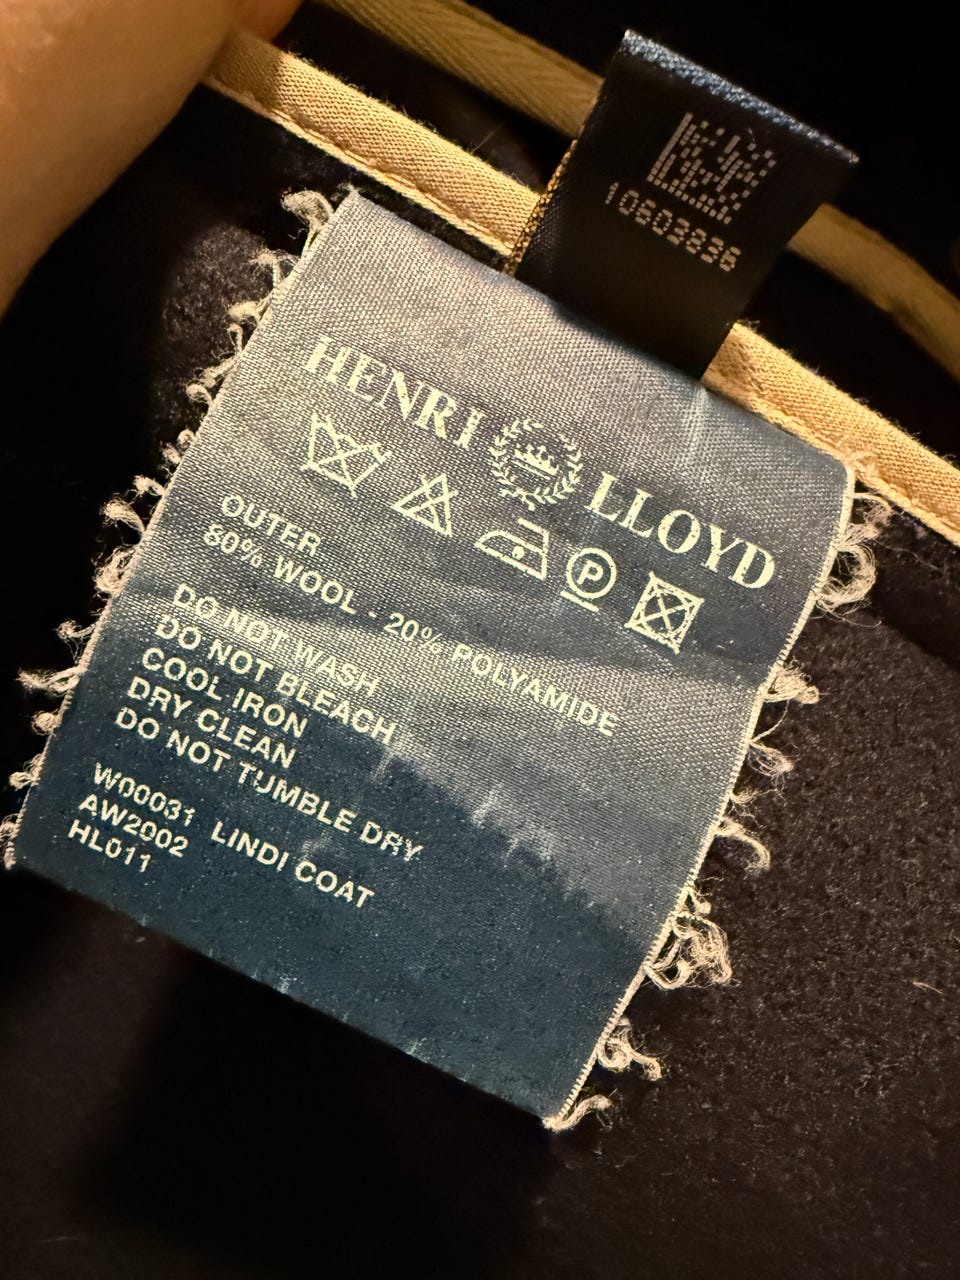 10603836
HENRI LLOYD
P
OUTER
80% WOOL - 20% POLYAMIDE
DO NOT WASH
DO NOT BLEACH
COOL IRON
DRY CLEAN
DO NOT TUMBLE DRY
W00031 LINDI COAT
AW2002
HL011